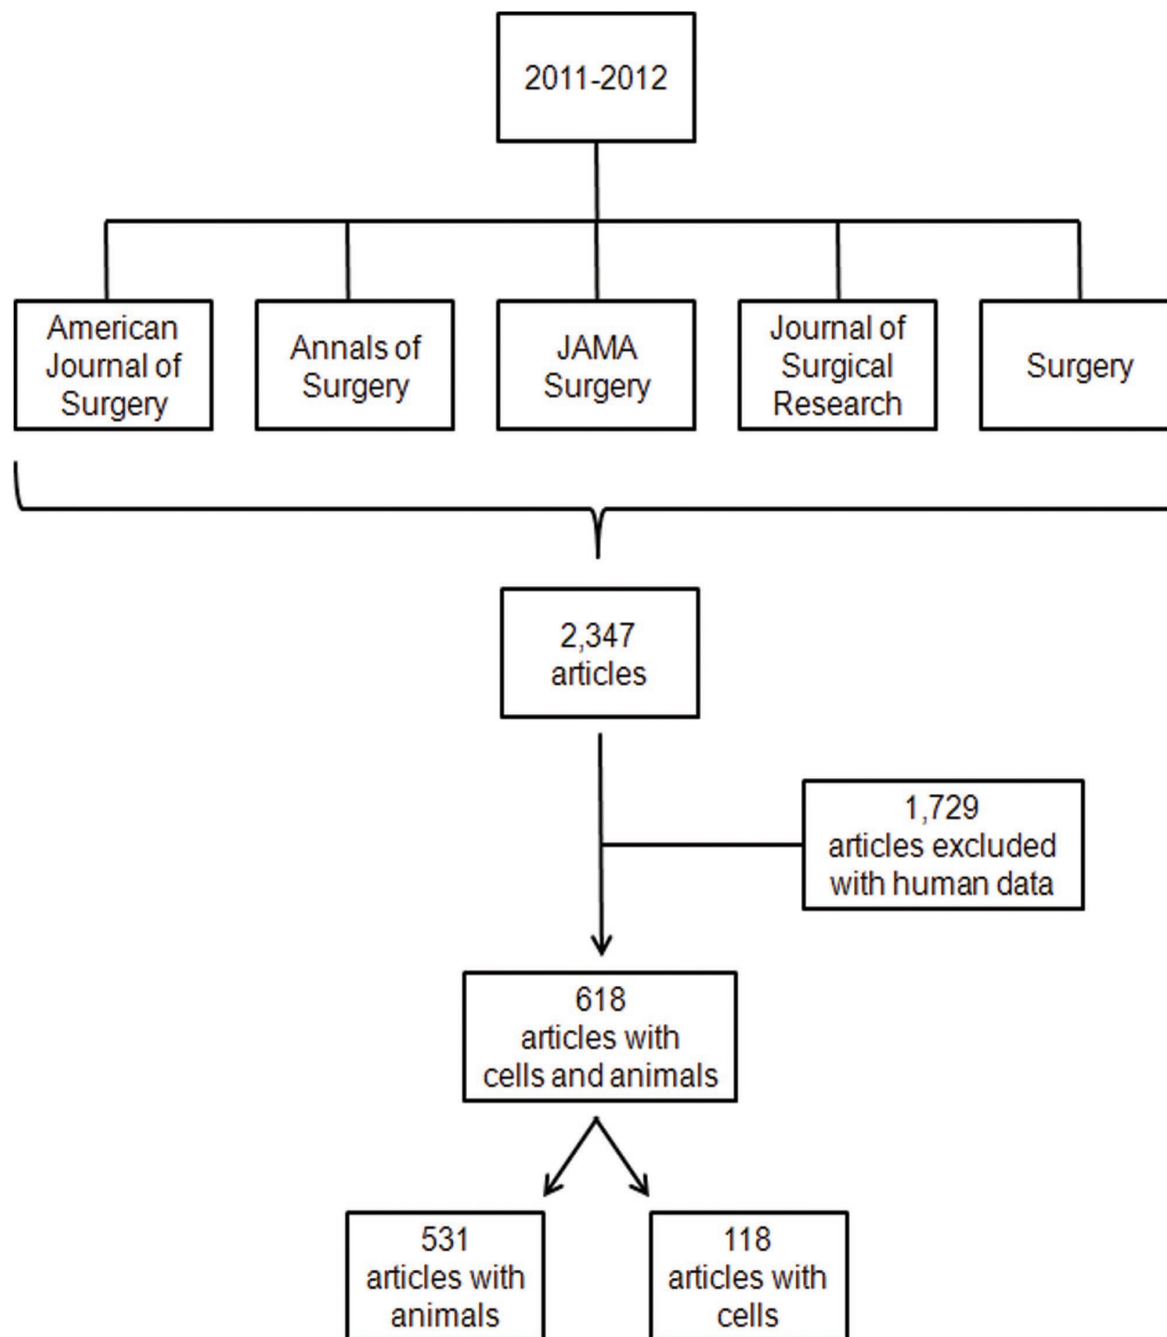 2011-2012
American
Journal of
Surgery
Annals of
Surgery
JAMA
Surgery
Journal of
Surgical
Research
Surgery
2,347
articles
1,729
articles excluded
with human data
618
articles with
cells and animals
531
articles with
animals
118
articles with
cells